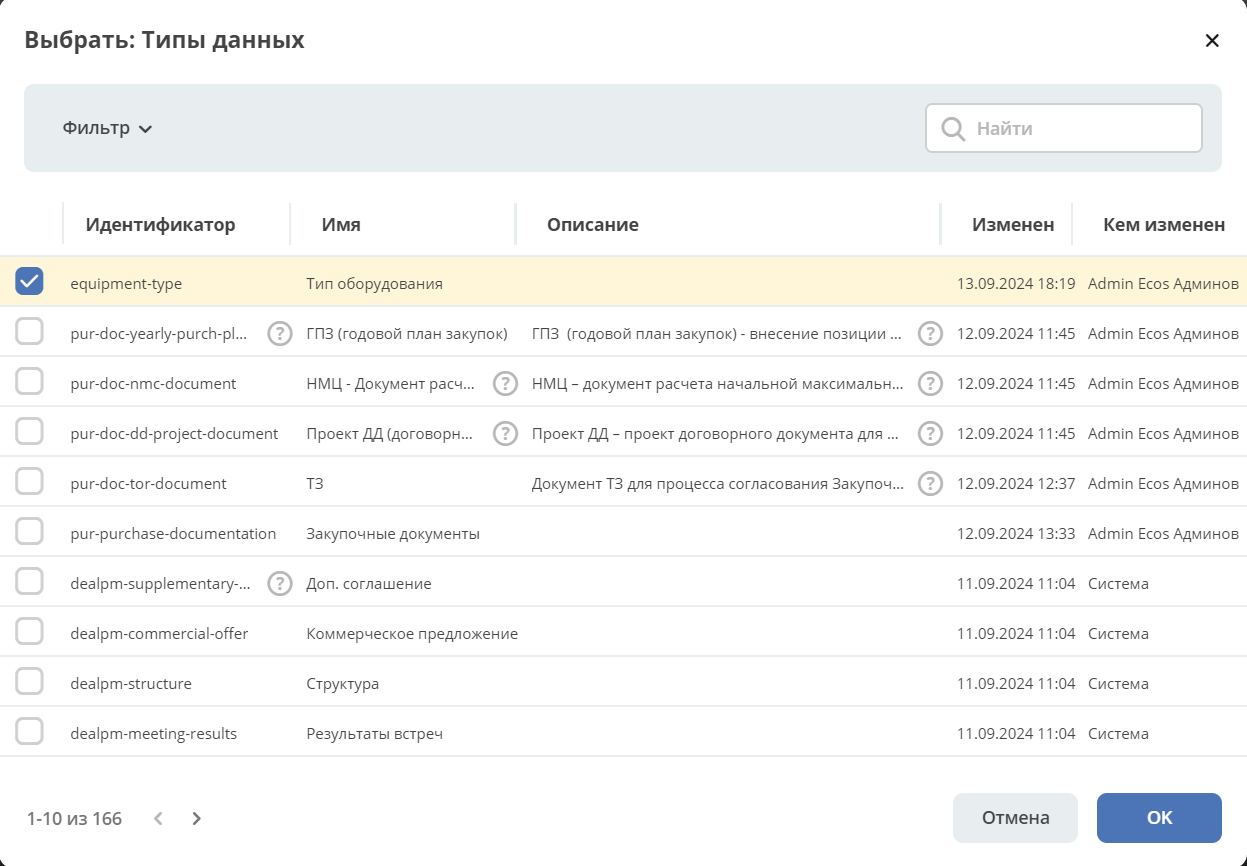 Выбрать: Типы данных
Фильтр Найти
Идентификатор Имя Описание Изменен Кем изменен
equipment-type Тип оборудования 13.09.2024 18:19 Admin Ecos Админов
pur-doc-yearly-purch-pl... ? ГПЗ (годовой план закупок) ГПЗ (годовой план закупок) - внесение позиции ... ? 12.09.2024 11:45 Admin Ecos Админов
pur-doc-nmc-document НМЦ - Документ расч... ? НМЦ – документ расчета начальной максимальн... ? 12.09.2024 11:45 Admin Ecos Админов
pur-doc-dd-project-document Проект ДД (договорн... ? Проект ДД – проект договорного документа для ... ? 12.09.2024 11:45 Admin Ecos Админов
pur-doc-tor-document ТЗ Документ ТЗ для процесса согласования Закупоч... ? 12.09.2024 12:37 Admin Ecos Админов
pur-purchase-documentation Закупочные документы 12.09.2024 13:33 Admin Ecos Админов
dealpm-supplementary-... ? Доп. соглашение 11.09.2024 11:04 Система
dealpm-commercial-offer Коммерческое предложение 11.09.2024 11:04 Система
dealpm-structure Структура 11.09.2024 11:04 Система
dealpm-meeting-results Результаты встреч 11.09.2024 11:04 Система
1-10 из 166 Отмена OK